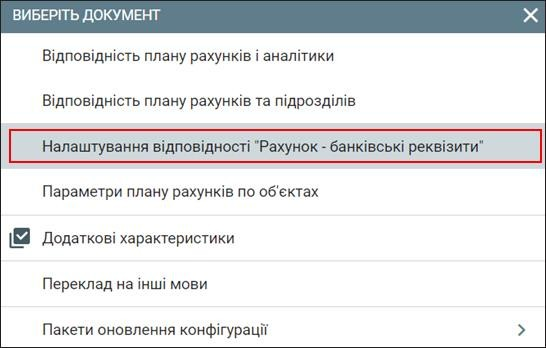 ВИБЕРІТЬ ДОКУМЕНТ
Відповідність плану рахунків і аналітики
Відповідність плану рахунків та підрозділів
Налаштування відповідності "Рахунок - банківські реквізити"
Параметри плану рахунків по об'єктах
Додаткові характеристики
Переклад на інші мови
Пакети оновлення конфігурації